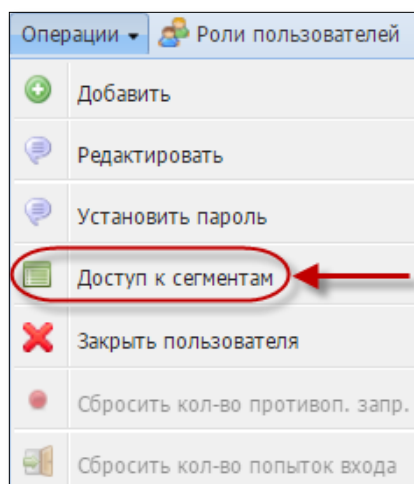 Операции Роли пользователей
Добавить
Редактировать
Установить пароль
Доступ к сегментам
Закрыть пользователя
Сбросить кол-во противоп. запр.
Сбросить кол-во попыток входа